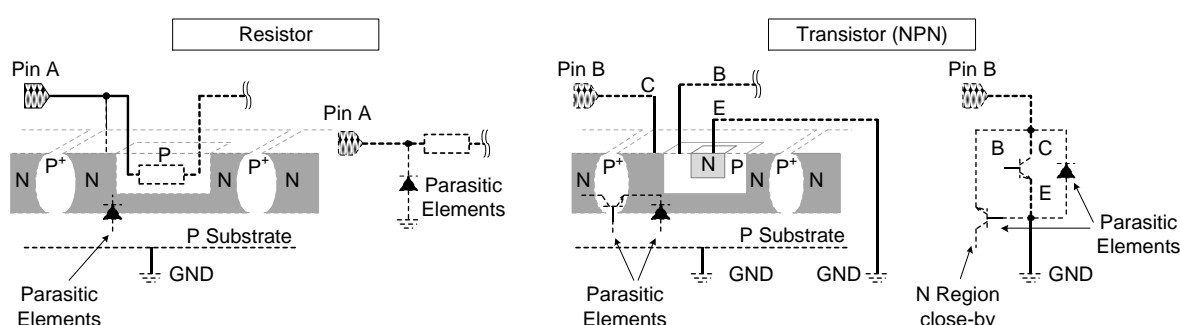 Resistor
Pin A
P
N
P+
N
N
P+
N
P Substrate
GND
Parasitic
Elements
Pin A
Parasitic
Elements
Transistor (NPN)
Pin B
C
B
E
N
P+
N
N
P
N
P+
N
P Substrate
GND
GND
Parasitic
Elements
Pin B
B
C
E
Parasitic
Elements
N Region
close-by